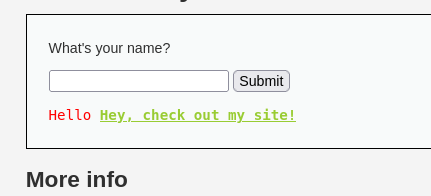 What's your name?
Submit
Hello Hey, check out my site!
More info